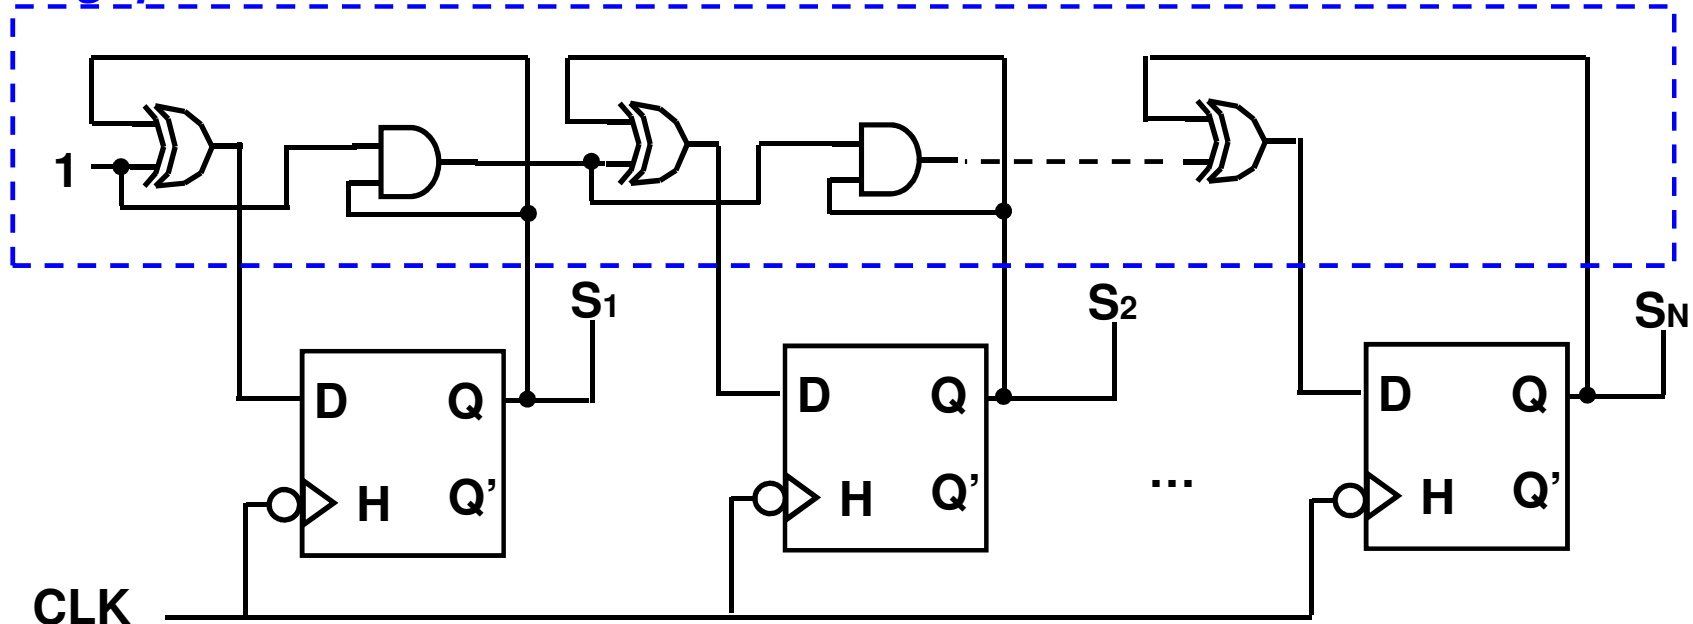 1
S1
S2
SN
D Q
D Q
D Q
H Q’
H Q’
...
H Q’
CLK